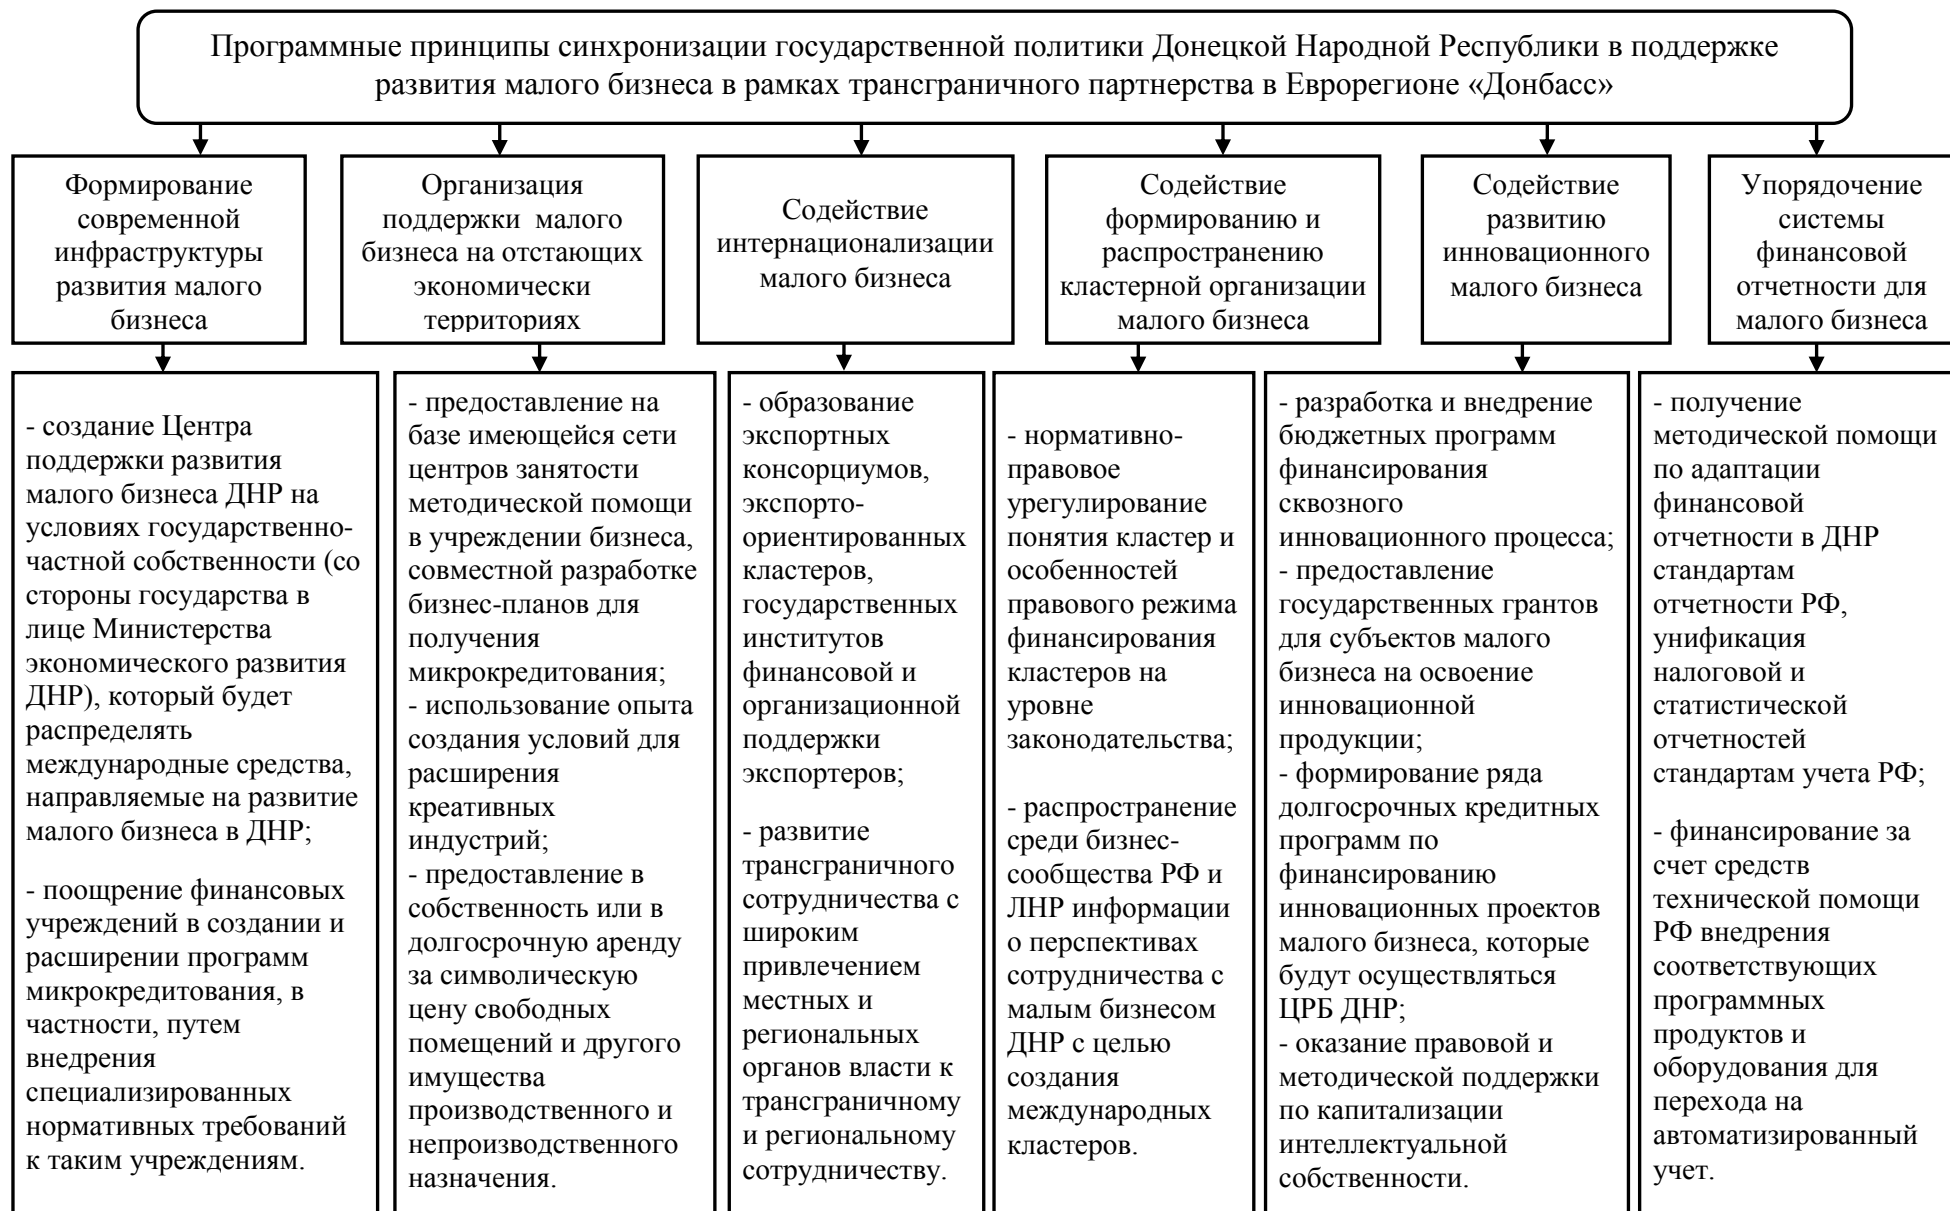 Программные принципы синхронизации государственной политики Донецкой Народной Республики в поддержке
развития малого бизнеса в рамках трансграничного партнерства в Еврорегионе «Донбасс»
Формирование
современной
инфраструктуры
развития малого
бизнеса
Организация
поддержки малого
бизнеса на отстающих
экономически
территориях
Содействие
интернационализации
малого бизнеса
Содействие
формированию и
распространению
кластерной организации
малого бизнеса
Содействие
развитию
инновационного
малого бизнеса
Упорядочение
системы
финансовой
отчетности для
малого бизнеса
- создание Центра
поддержки развития
малого бизнеса ДНР на
условиях государственно-
частной собственности (со
стороны государства в
лице Министерства
экономического развития
ДНР), который будет
распределять
международные средства,
направляемые на развитие
малого бизнеса в ДНР;
- поощрение финансовых
учреждений в создании и
расширении программ
микрокредитования, в
частности, путем
внедрения
специализированных
нормативных требований
к таким учреждениям.
- предоставление на
базе имеющейся сети
центров занятости
методической помощи
в учреждении бизнеса,
совместной разработке
бизнес-планов для
получения
микрокредитования;
- использование опыта
создания условий для
расширения
креативных
индустрий;
- предоставление в
собственность или в
долгосрочную аренду
за символическую
цену свободных
помещений и другого
имущества
производственного и
непроизводственного
назначения.
- образование
экспортных
консорциумов,
экспорто-
ориентированных
кластеров,
государственных
институтов
финансовой и
организационной
поддержки
экспортеров;
- развитие
трансграничного
сотрудничества с
широким
привлечением
местных и
региональных
органов власти к
трансграничному
и региональному
сотрудничеству.
- нормативно-
правовое
урегулирование
понятия кластер и
особенностей
правового режима
финансирования
кластеров на
уровне
законодательства;
- распространение
среди бизнес-
сообщества РФ и
ЛНР информации
о перспективах
сотрудничества с
малым бизнесом
ДНР с целью
создания
международных
кластеров.
- разработка и внедрение
бюджетных программ
финансирования
сквозного
инновационного процесса;
- предоставление
государственных грантов
для субъектов малого
бизнеса на освоение
инновационной
продукции;
- формирование ряда
долгосрочных кредитных
программ по
финансированию
инновационных проектов
малого бизнеса, которые
будут осуществляться
ЦРБ ДНР;
- оказание правовой и
методической поддержки
по капитализации
интеллектуальной
собственности.
- получение
методической помощи
по адаптации
финансовой
отчетности в ДНР
стандартам
отчетности РФ,
унификация
налоговой и
статистической
отчетностей
стандартам учета РФ;
- финансирование за
счет средств
технической помощи
РФ внедрения
соответствующих
программных
продуктов и
оборудования для
перехода на
автоматизированный
учет.